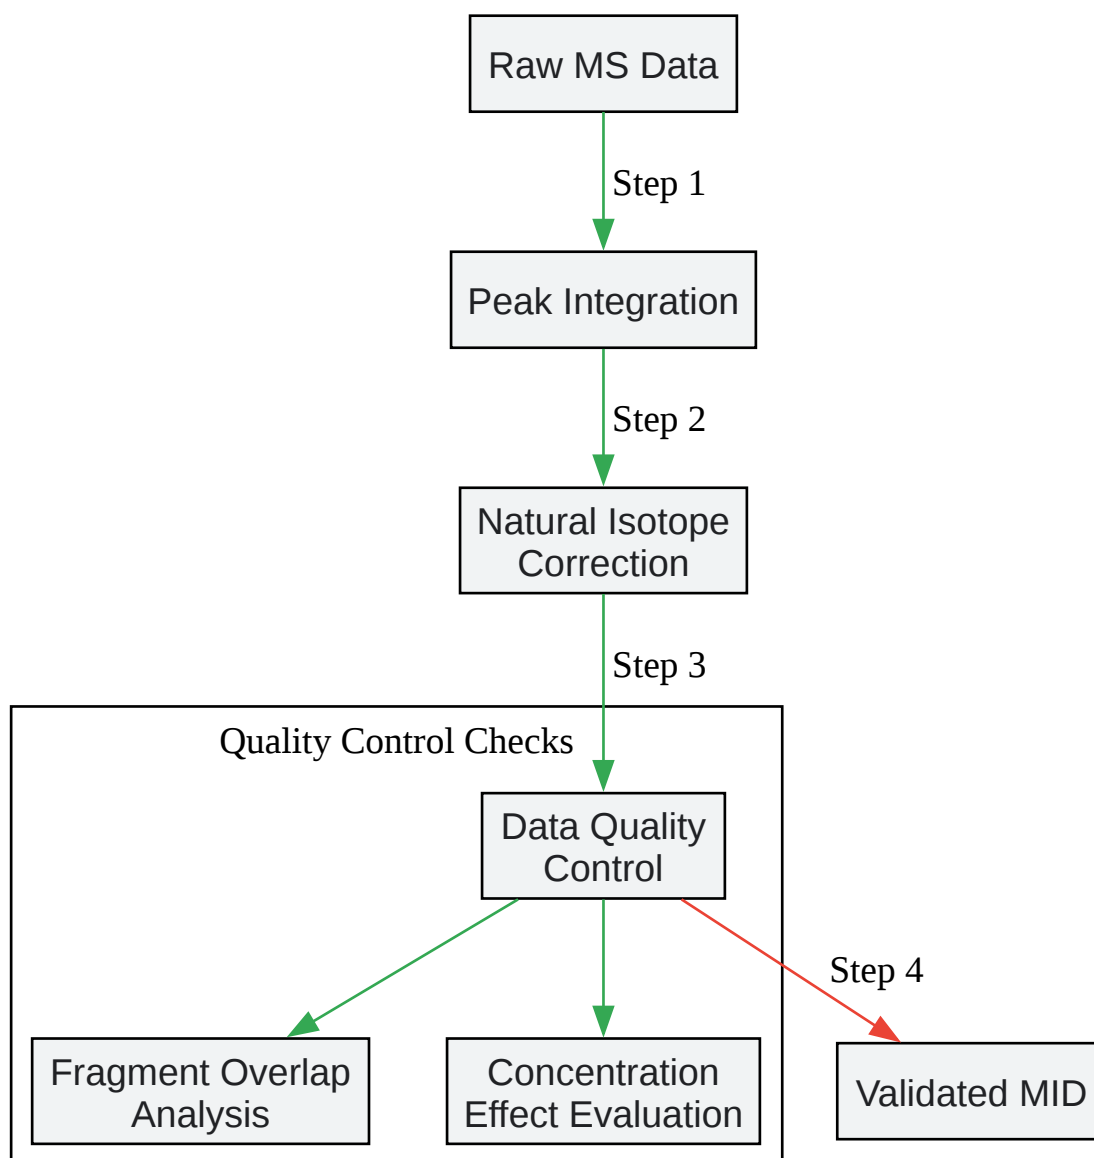 Raw MS Data
Step 1
Peak Integration
Step 2
Natural Isotope
Correction
Step 3
Quality Control Checks
Data Quality
Control
Step 4
Fragment Overlap
Analysis
Concentration
Effect Evaluation
Validated MID